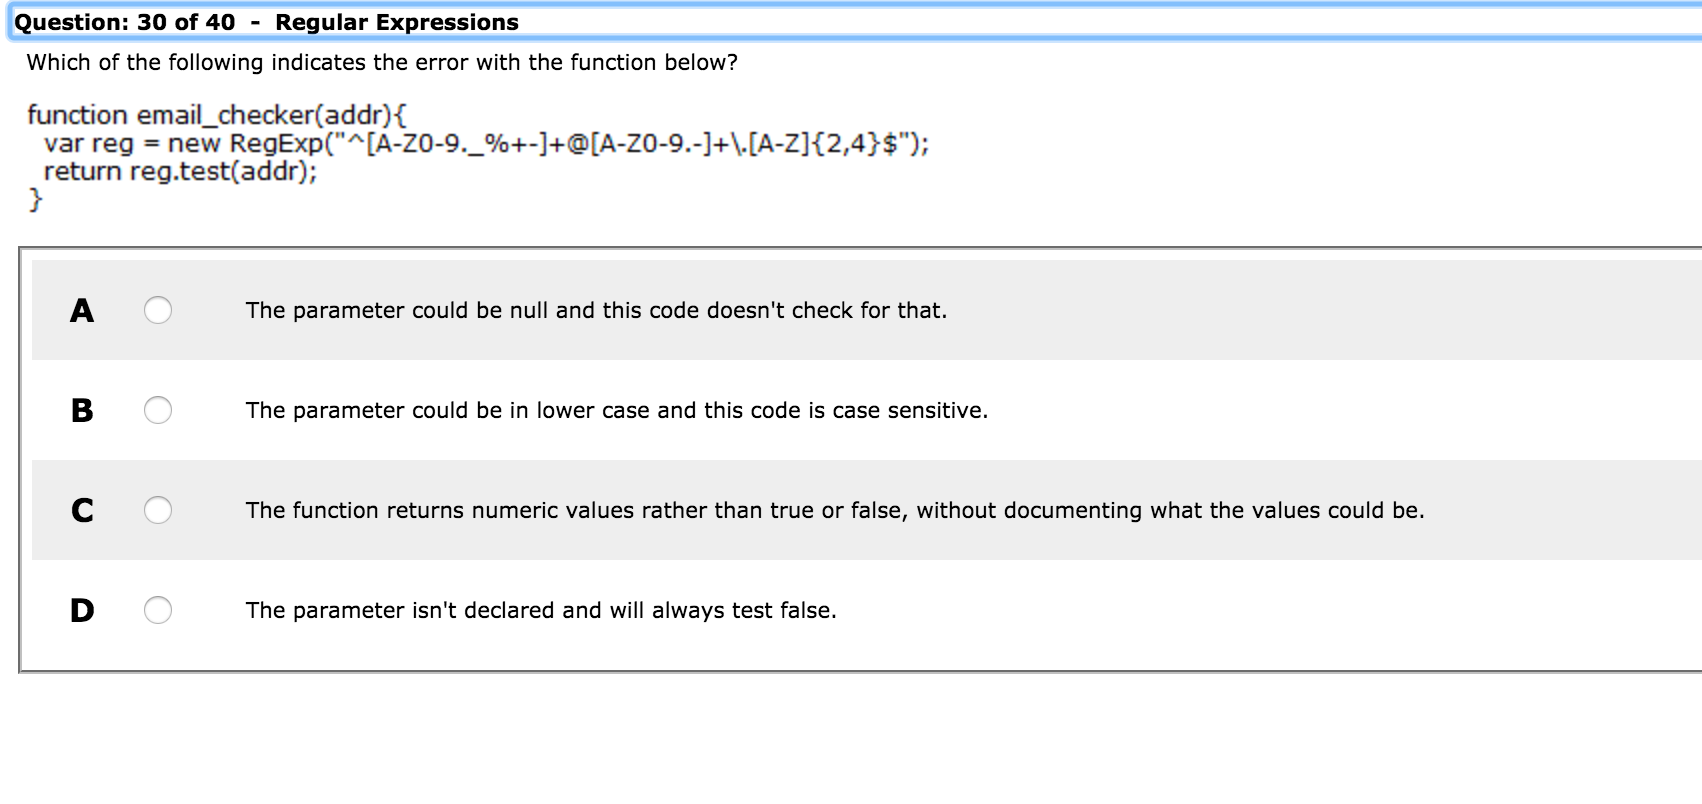 Question: 30 of 40 - Regular Expressions
Which of the following indicates the error with the function below?
function email_checker(addr){
var reg = new RegExp("^[A-Z0-9._%+-]+@[A-Z0-9.-]+\.[A-Z]{2,4}$");
return reg.test(addr);
}
A The parameter could be null and this code doesn't check for that.
B The parameter could be in lower case and this code is case sensitive.
C The function returns numeric values rather than true or false, without documenting what the values could be.
D The parameter isn't declared and will always test false.